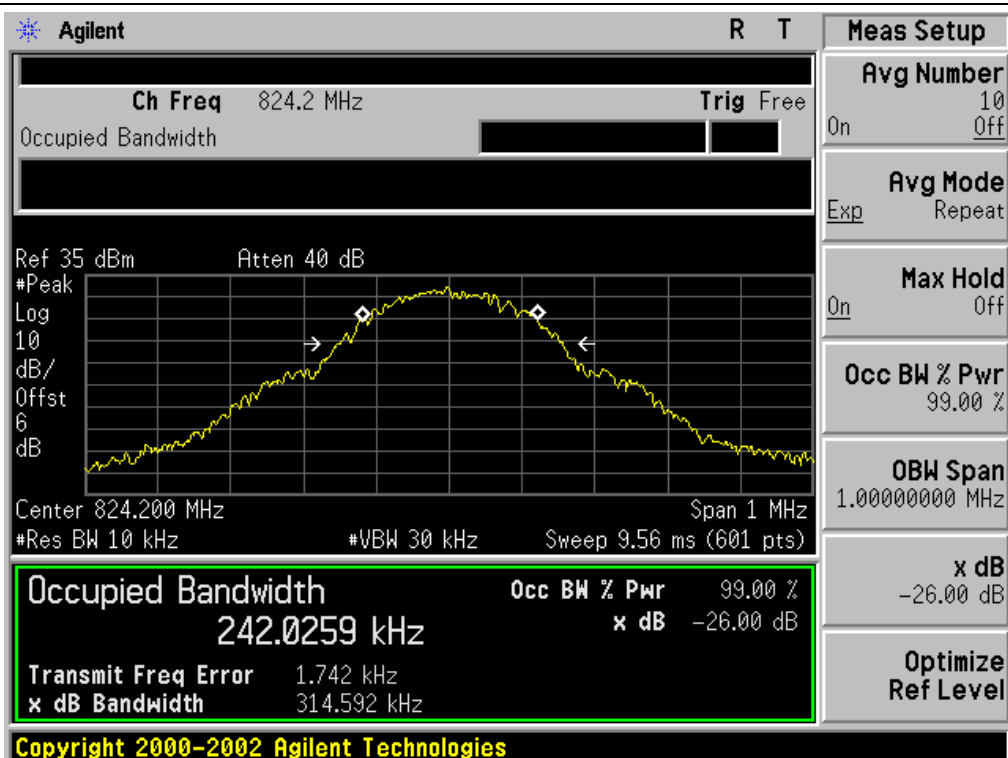 Agilent R T Meas Setup
Ch Freq 824.2 MHz Trig Free
Occupied Bandwidth
Avg Number
10
On Off
Avg Mode
Exp Repeat
Max Hold
On Off
Occ BW % Pwr
99.00 %
OBW Span
1.00000000 MHz
x dB
-26.00 dB
Optimize
Ref Level
Ref 35 dBm Atten 40 dB
#Peak
Log
10
dB/
Offst
6
dB
Center 824.200 MHz Span 1 MHz
#Res BW 10 kHz #VBW 30 kHz Sweep 9.56 ms (601 pts)
Occupied Bandwidth Occ BW % Pwr 99.00 %
242.0259 kHz x dB -26.00 dB
Transmit Freq Error 1.742 kHz
x dB Bandwidth 314.592 kHz
Copyright 2000-2002 Agilent Technologies